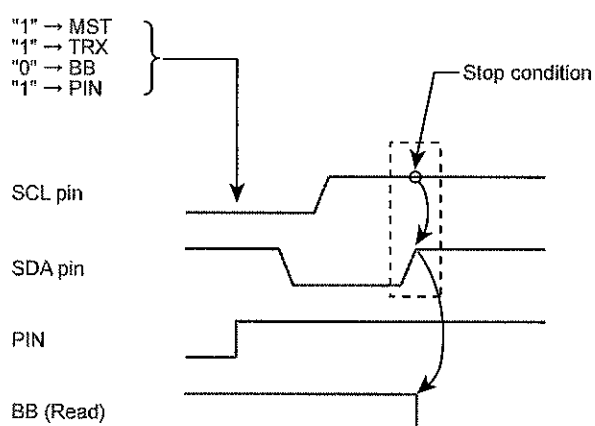 "1" → MST
"1" → TRX
"0" → BB
"1" → PIN
Stop condition
SCL pin
SDA pin
PIN
BB (Read)